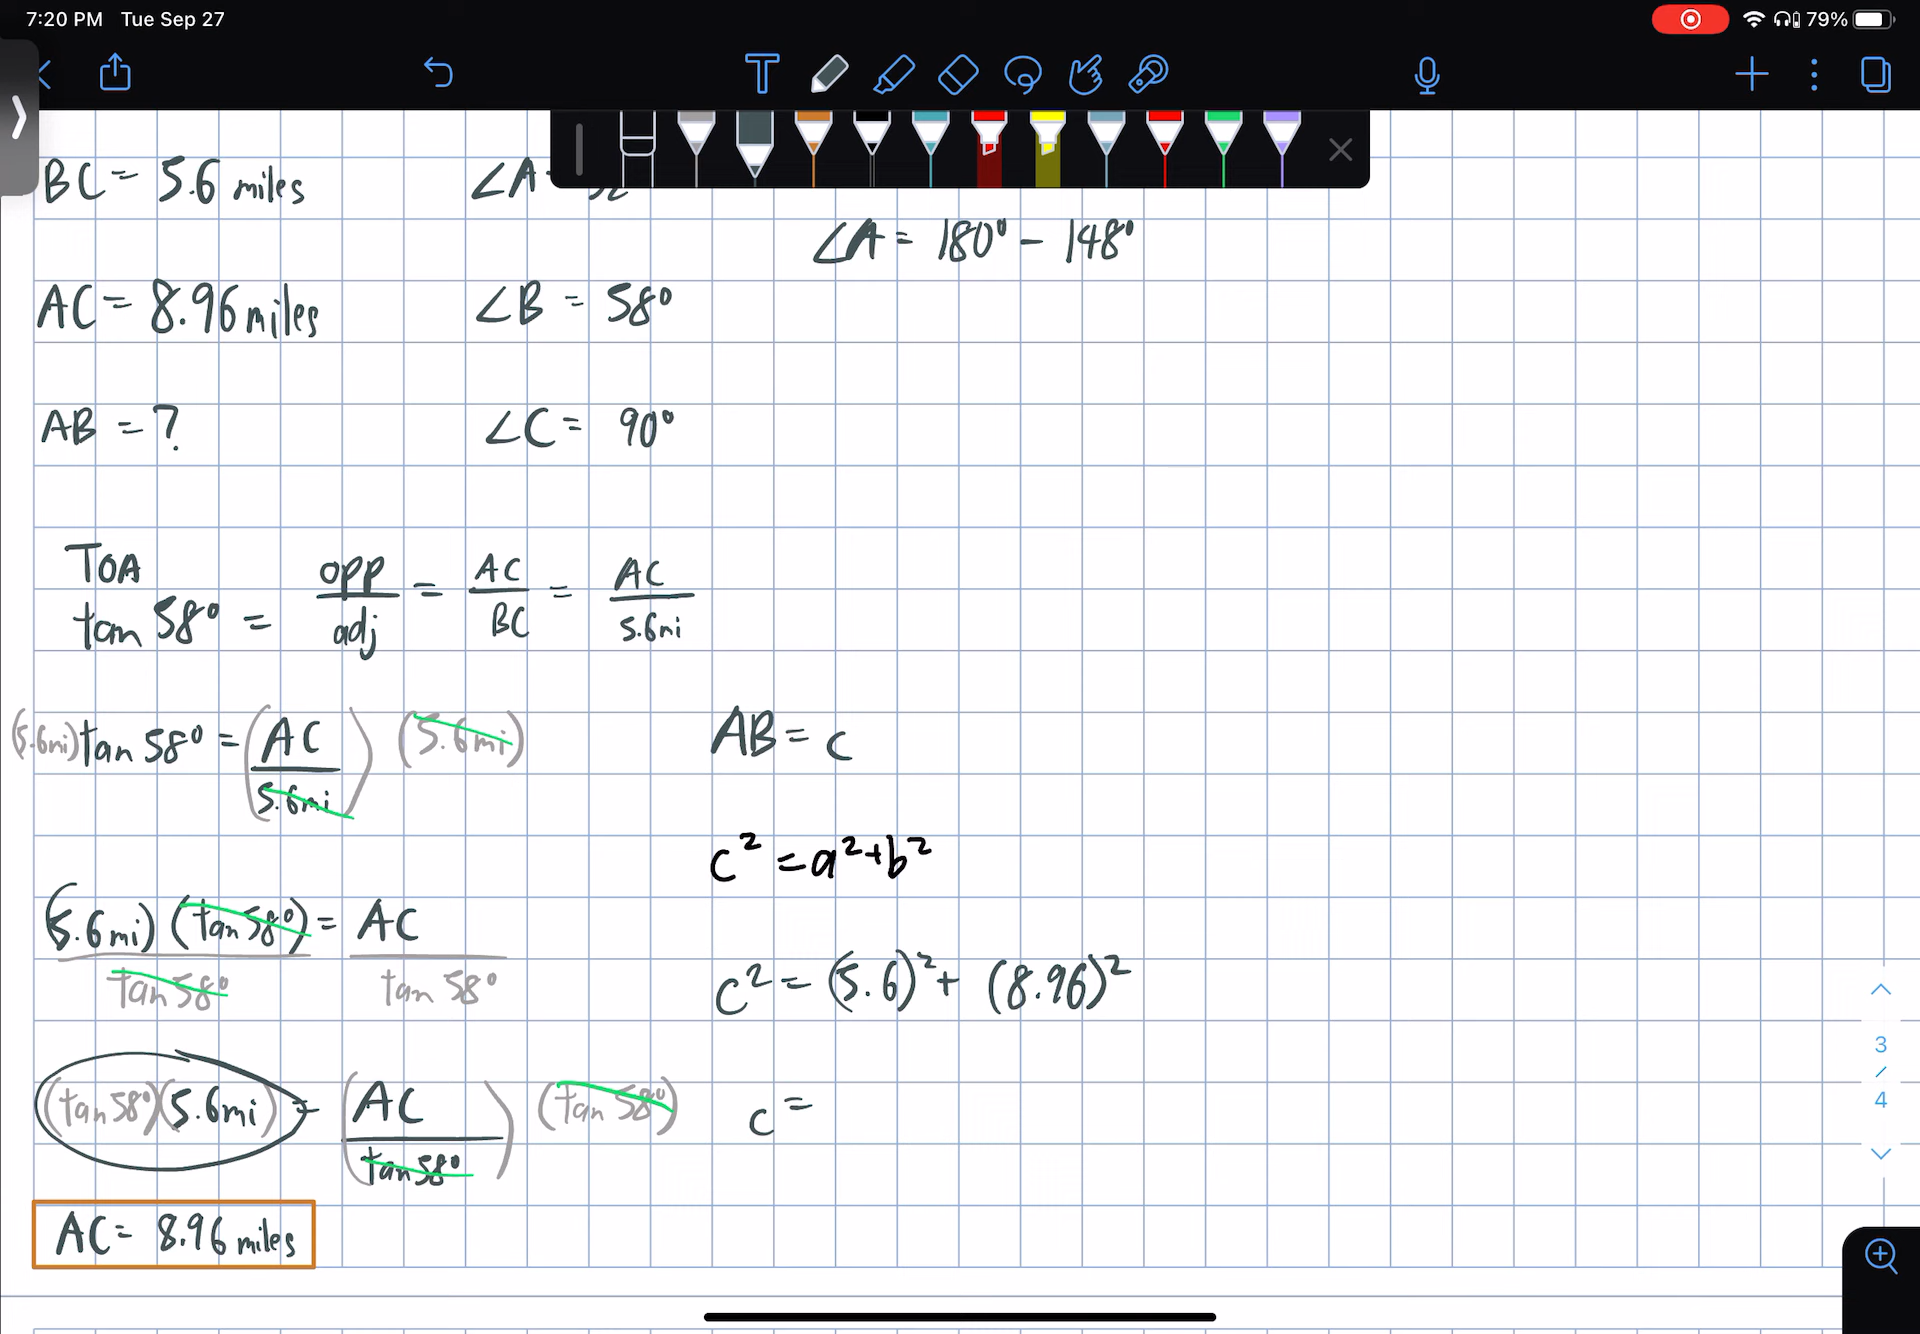 7:20 PM Tue Sep 27
79%
BC = 5.6 miles
∠A
∠A = 180° - 148°
AC = 8.96 miles
∠B = 58°
AB = ?
∠C = 90°
TOA
tan 58° = opp/adj = AC/BC = AC/5.6mi
(5.6mi) tan 58° = (AC/5.6mi) (5.6mi)
AB = c
c² = a² + b²
(5.6mi)(tan 58°)/tan 58° = AC/tan 58°
c² = (5.6)² + (8.96)²
(tan 58°)(5.6mi) = (AC/tan 58°) (tan 58°)
c =
AC = 8.96 miles
3
/
4